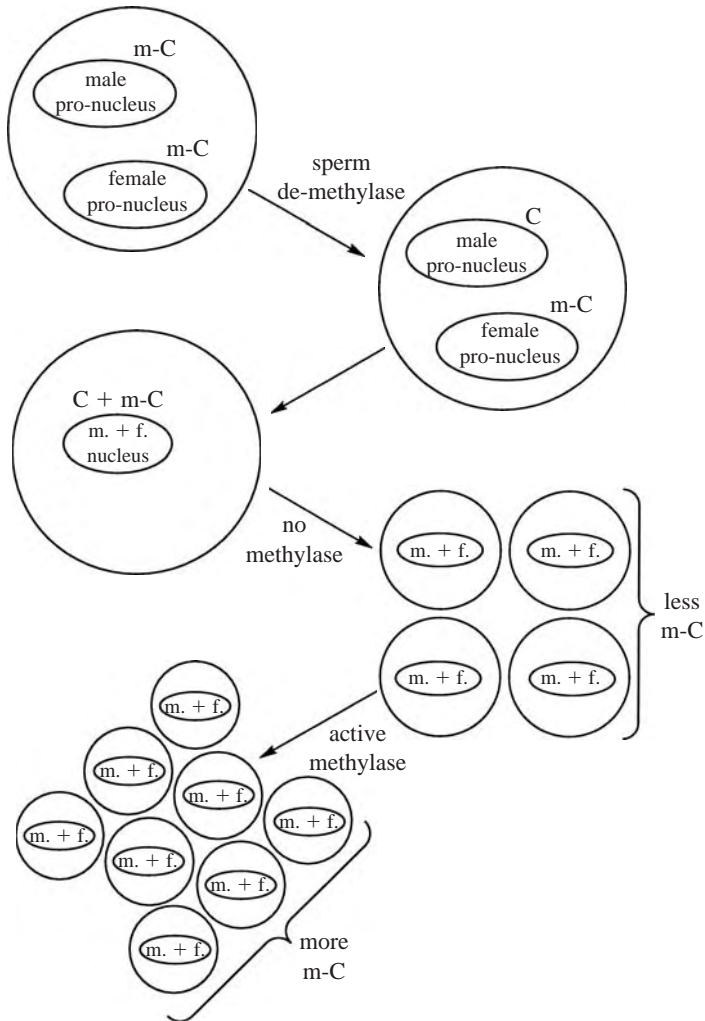 m-C
male
pro-nucleus
m-C
female
pro-nucleus
sperm
de-methylase
C
male
pro-nucleus
m-C
female
pro-nucleus
C + m-C
m. + f.
nucleus
no
methylase
m. + f.
m. + f.
m. + f.
m. + f.
less
m-C
active
methylase
m. + f.
m. + f.
m. + f.
m. + f.
m. + f.
m. + f.
m. + f.
m. + f.
more
m-C